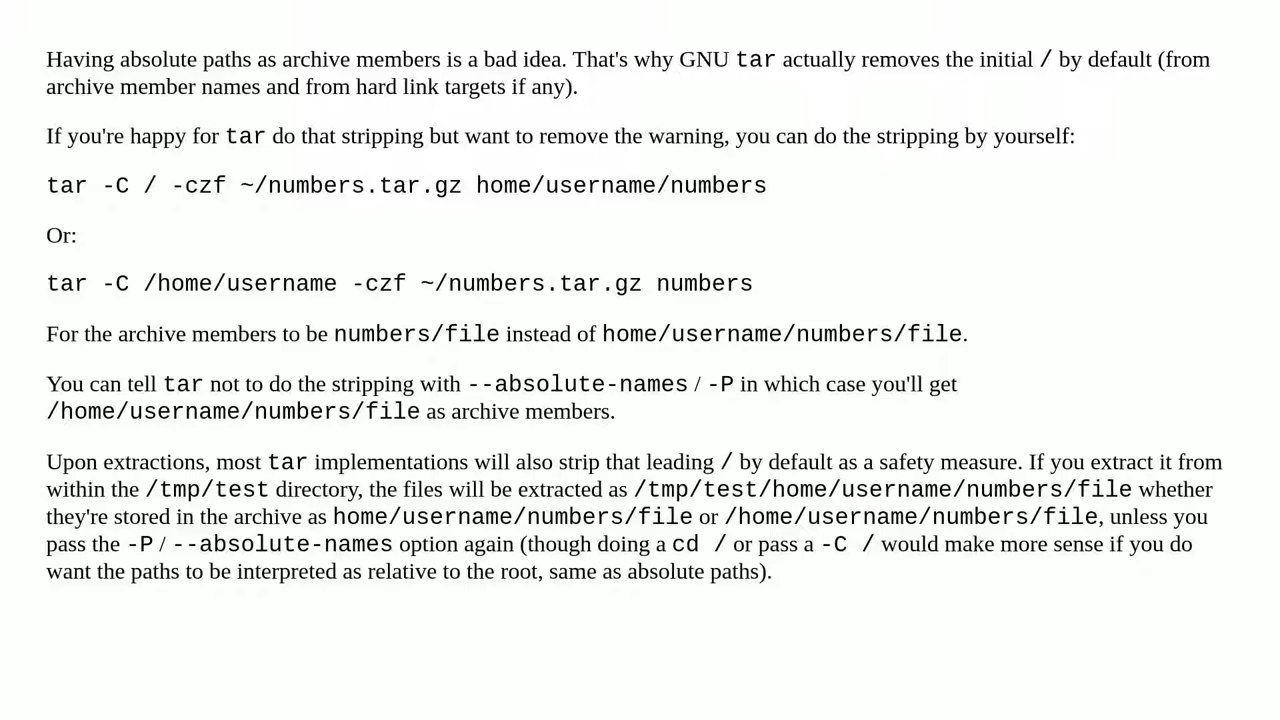 Having absolute paths as archive members is a bad idea. That's why GNU tar actually removes the initial / by default (from
archive member names and from hard link targets if any).
If you're happy for tar do that stripping but want to remove the warning, you can do the stripping by yourself:
tar -C / -czf ~/numbers.tar.gz home/username/numbers
Or:
tar -C /home/username -czf ~/numbers.tar.gz numbers
For the archive members to be numbers/file instead of home/username/numbers/file.
You can tell tar not to do the stripping with --absolute-names / -P in which case you'll get
/home/username/numbers/file as archive members.
Upon extractions, most tar implementations will also strip that leading / by default as a safety measure. If you extract it from
within the /tmp/test directory, the files will be extracted as /tmp/test/home/username/numbers/file whether
they're stored in the archive as home/username/numbers/file or /home/username/numbers/file, unless you
pass the -P / --absolute-names option again (though doing a cd / or pass a -C / would make more sense if you do
want the paths to be interpreted as relative to the root, same as absolute paths).